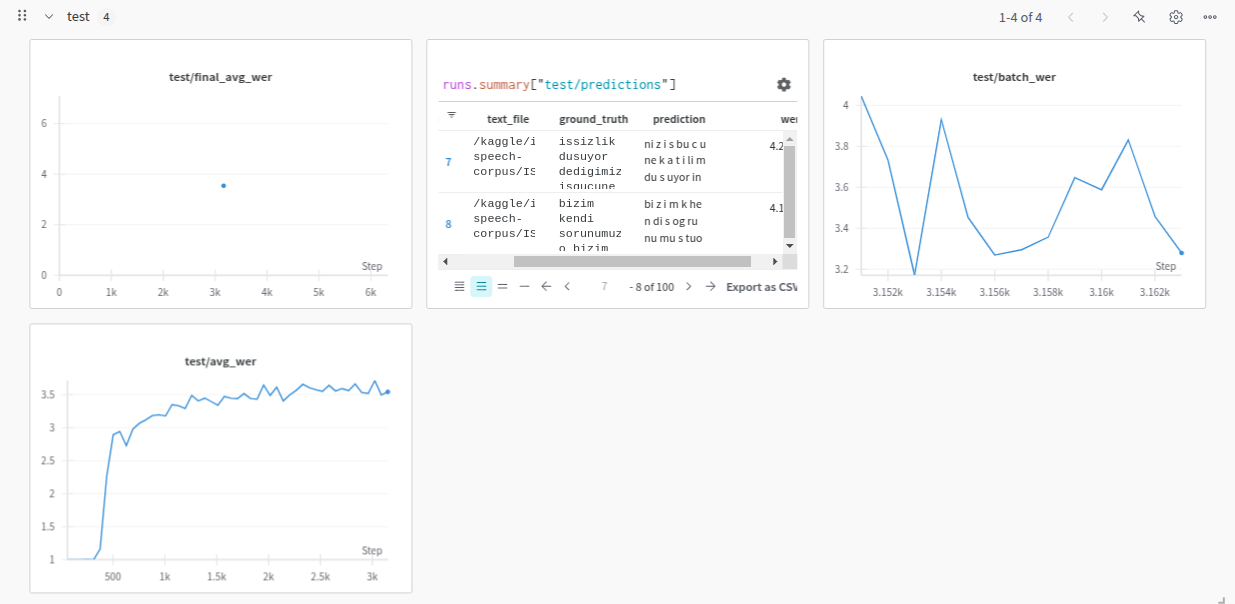 test 4
1-4 of 4
test/final_avg_wer
6
4
2
0
Step
0 1k 2k 3k 4k 5k 6k
runs.summary["test/predictions"]
text_file ground_truth prediction wer
7
/kaggle/i
speech-
corpus/IS
issizlik
dusuyor
dedigimiz
isgucune
ni z i s bu c u
ne k a t i li m
du s uyor in
4.2
8
/kaggle/i
speech-
corpus/IS
bizim
kendi
sorunumuz
o bizim
bi z i m k he
n di s og ru
nu mu s tuo
4.1
7 - 8 of 100 Export as CSV
test/batch_wer
4
3.8
3.6
3.4
3.2
Step
3.152k 3.154k 3.156k 3.158k 3.16k 3.162k
test/avg_wer
3.5
3
2.5
2
1.5
1
Step
500 1k 1.5k 2k 2.5k 3k